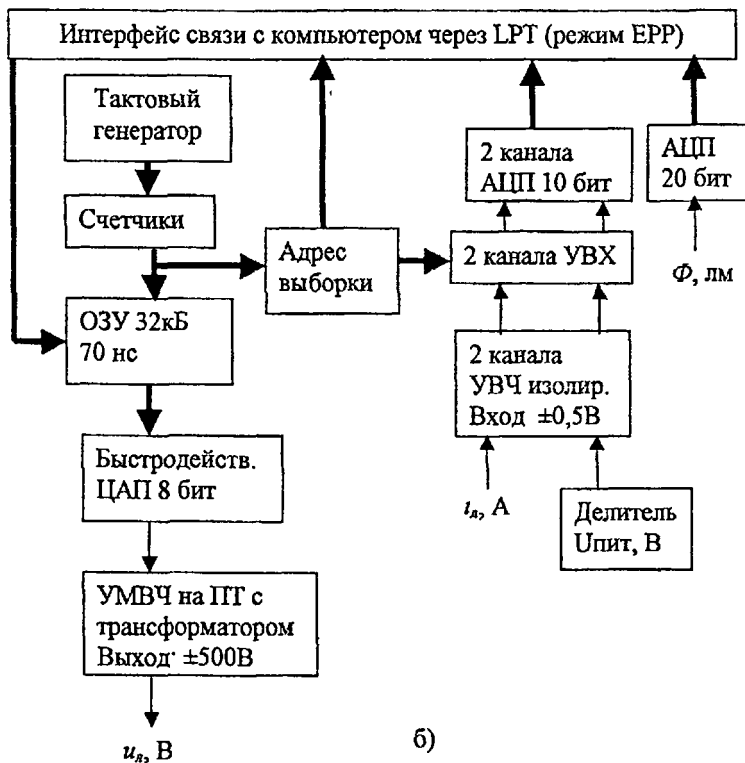 Интерфейс связи с компьютером через LPT (режим EPP)
Тактовый
генератор
Счетчики
ОЗУ 32кБ
70 нс
Быстродейств.
ЦАП 8 бит
УМВЧ на ПТ с
трансформатором
Выход: ±500В
uл, В
Адрес
выборки
2 канала
АЦП 10 бит
2 канала УВХ
2 канала
УВЧ изолир.
Вход ±0,5В
iл, А
Делитель
Uпит, В
АЦП
20 бит
Ф, лм
б)